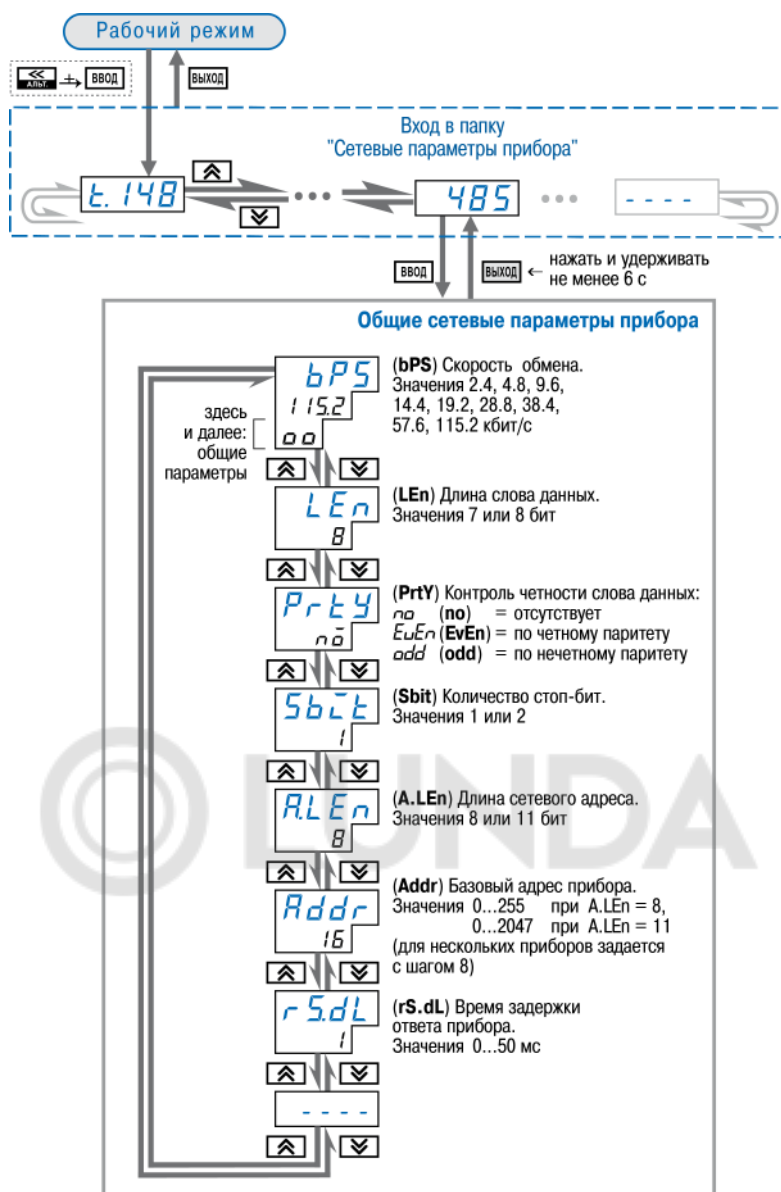 Рабочий режим
<<
АЛЬТ.
ВВОД
ВЫХОД
Вход в папку
"Сетевые параметры прибора"
t.148
485
- - - -
ВВОД
ВЫХОД
нажать и удерживать
не менее 6 с
Общие сетевые параметры прибора
bPS
115.2
oo
здесь
и далее:
общие
параметры
(bPS) Скорость обмена.
Значения 2.4, 4.8, 9.6,
14.4, 19.2, 28.8, 38.4,
57.6, 115.2 кбит/с
LEn
8
(LEn) Длина слова данных.
Значения 7 или 8 бит
PrtY
no
(PrtY) Контроль четности слова данных:
no (no) = отсутствует
EvEn (EvEn) = по четному паритету
odd (odd) = по нечетному паритету
Sbit
1
(Sbit) Количество стоп-бит.
Значения 1 или 2
A.LEn
8
(A.LEn) Длина сетевого адреса.
Значения 8 или 11 бит
LUNDA
Addr
16
(Addr) Базовый адрес прибора.
Значения 0...255 при A.LEn = 8,
0...2047 при A.LEn = 11
(для нескольких приборов задается
с шагом 8)
rS.dL
1
(rS.dL) Время задержки
ответа прибора.
Значения 0...50 мс
- - - -